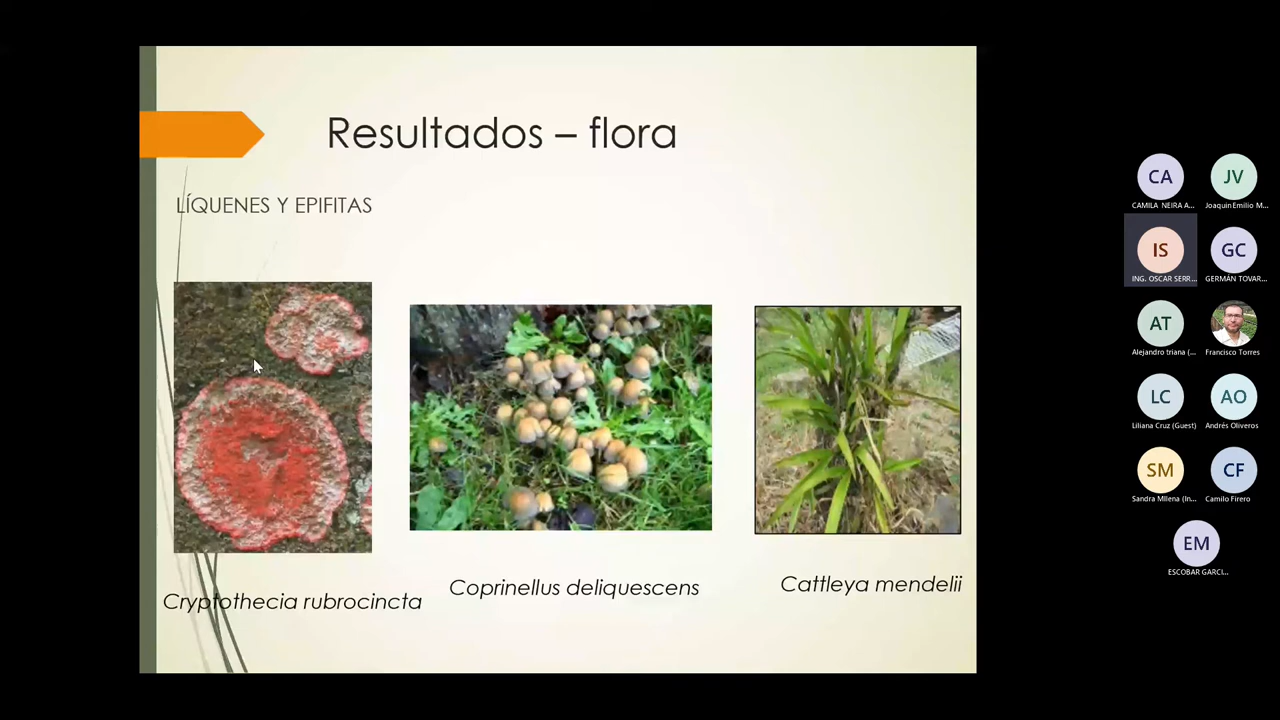 Resultados – flora
LÍQUENES Y EPIFITAS
Cryptothecia rubrocincta
Coprinellus deliquescens
Cattleya mendelii
CA
CAMILA NEIRA A...
JV
Joaquin Emilio M...
IS
ING. OSCAR SERR...
GC
GERMÁN TOVAR...
AT
Alejandro triana (...
Francisco Torres
LC
Liliana Cruz (Guest)
AO
Andrés Oliveros
SM
Sandra MIlena (In...
CF
Camilo Firero
EM
ESCOBAR GARCI...